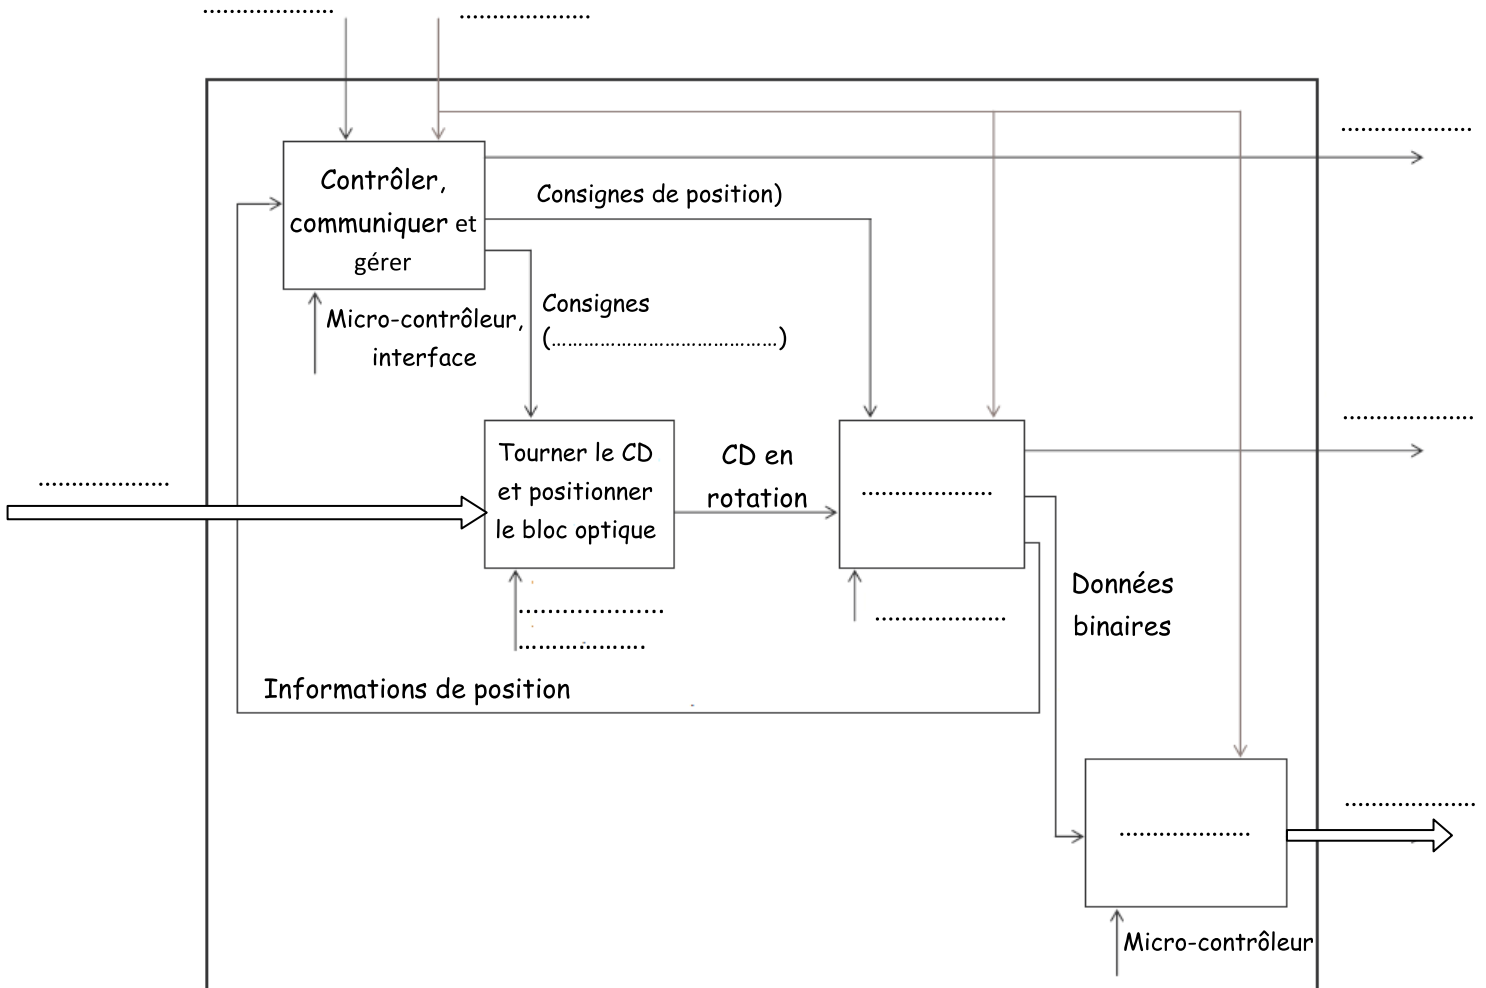 ....................
....................
....................
Contrôler,
communiquer et
gérer
Consignes de position)
Micro-contrôleur,
interface
Consignes
(........................................)
....................
....................
Tourner le CD
et positionner
le bloc optique
CD en
rotation
....................
......................
....................
....................
Données
binaires
Informations de position
....................
....................
Micro-contrôleur